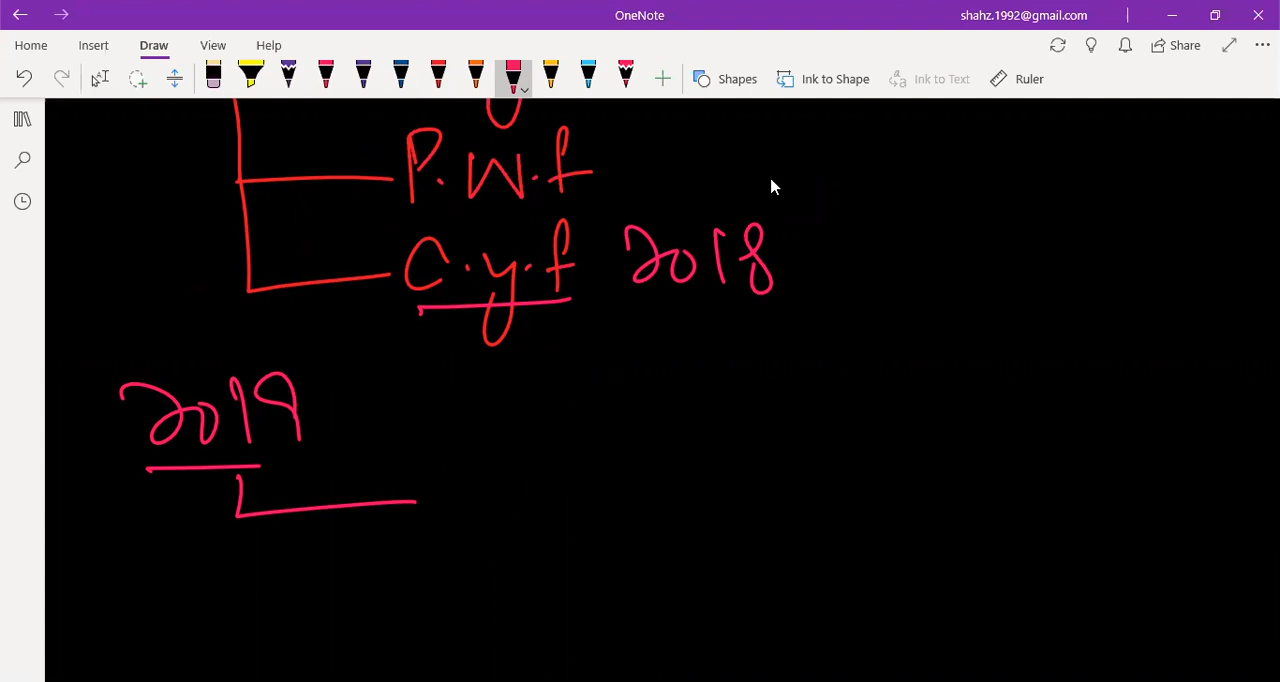 OneNote
shahz.1992@gmail.com
Home Insert Draw View Help
Share
Shapes Ink to Shape Ink to Text Ruler
P.W.f
C.y.f 2018
2019